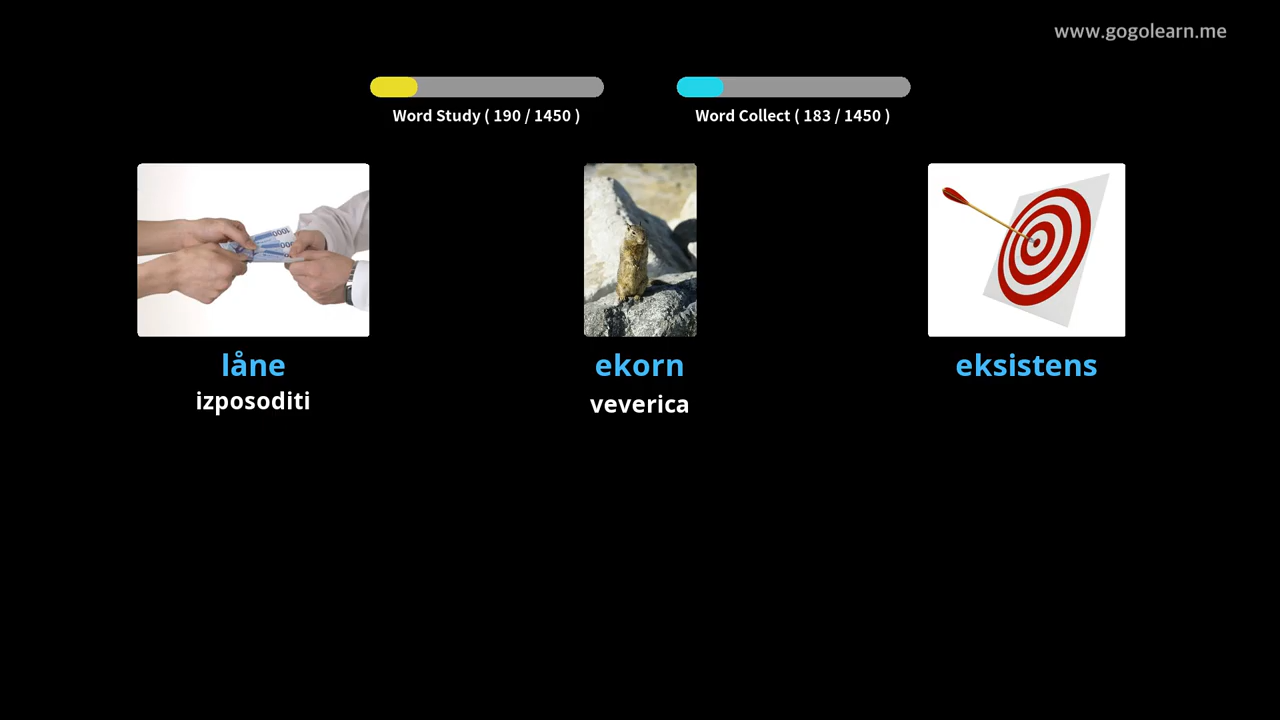 www.gogolearn.me
Word Study ( 190 / 1450 )
Word Collect ( 183 / 1450 )
låne
ekorn
eksistens
izposoditi
veverica